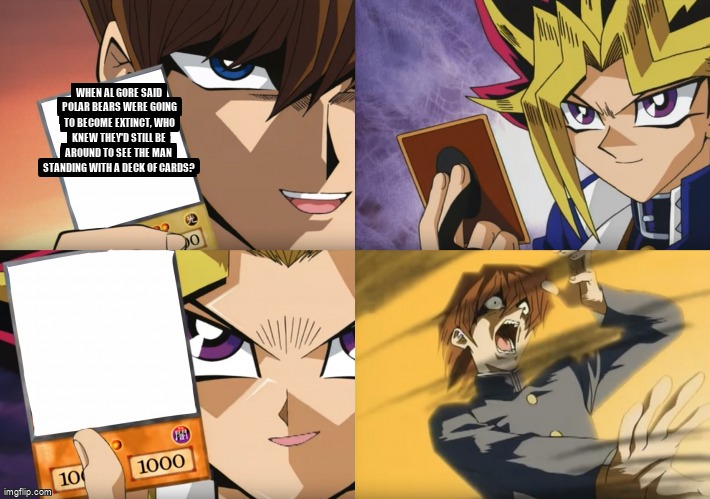 WHEN AL GORE SAID
POLAR BEARS WERE GOING
TO BECOME EXTINCT, WHO
KNEW THEY'D STILL BE
AROUND TO SEE THE MAN
STANDING WITH A DECK OF CARDS?
1000
imgflip.com